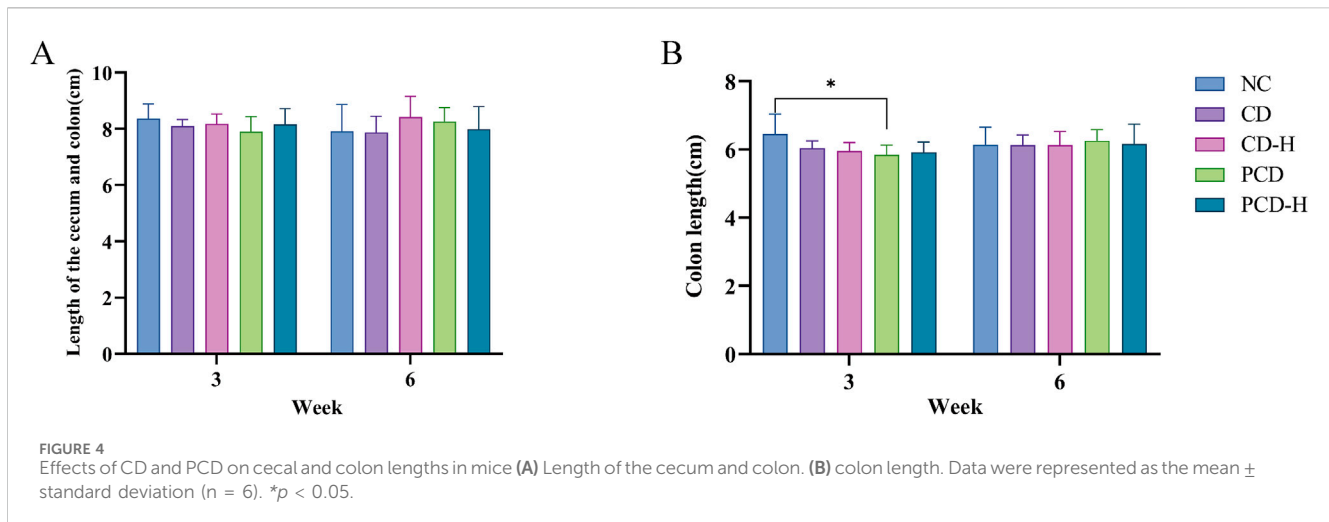 A
Length of the cecum and colon(cm)
10
8
6
4
2
0
3
6
Week
B
Colon length(cm)
8
6
4
2
0
*
3
6
Week
NC
CD
CD-H
PCD
PCD-H
FIGURE 4
Effects of CD and PCD on cecal and colon lengths in mice (A) Length of the cecum and colon. (B) colon length. Data were represented as the mean ±
standard deviation (n = 6). *p < 0.05.